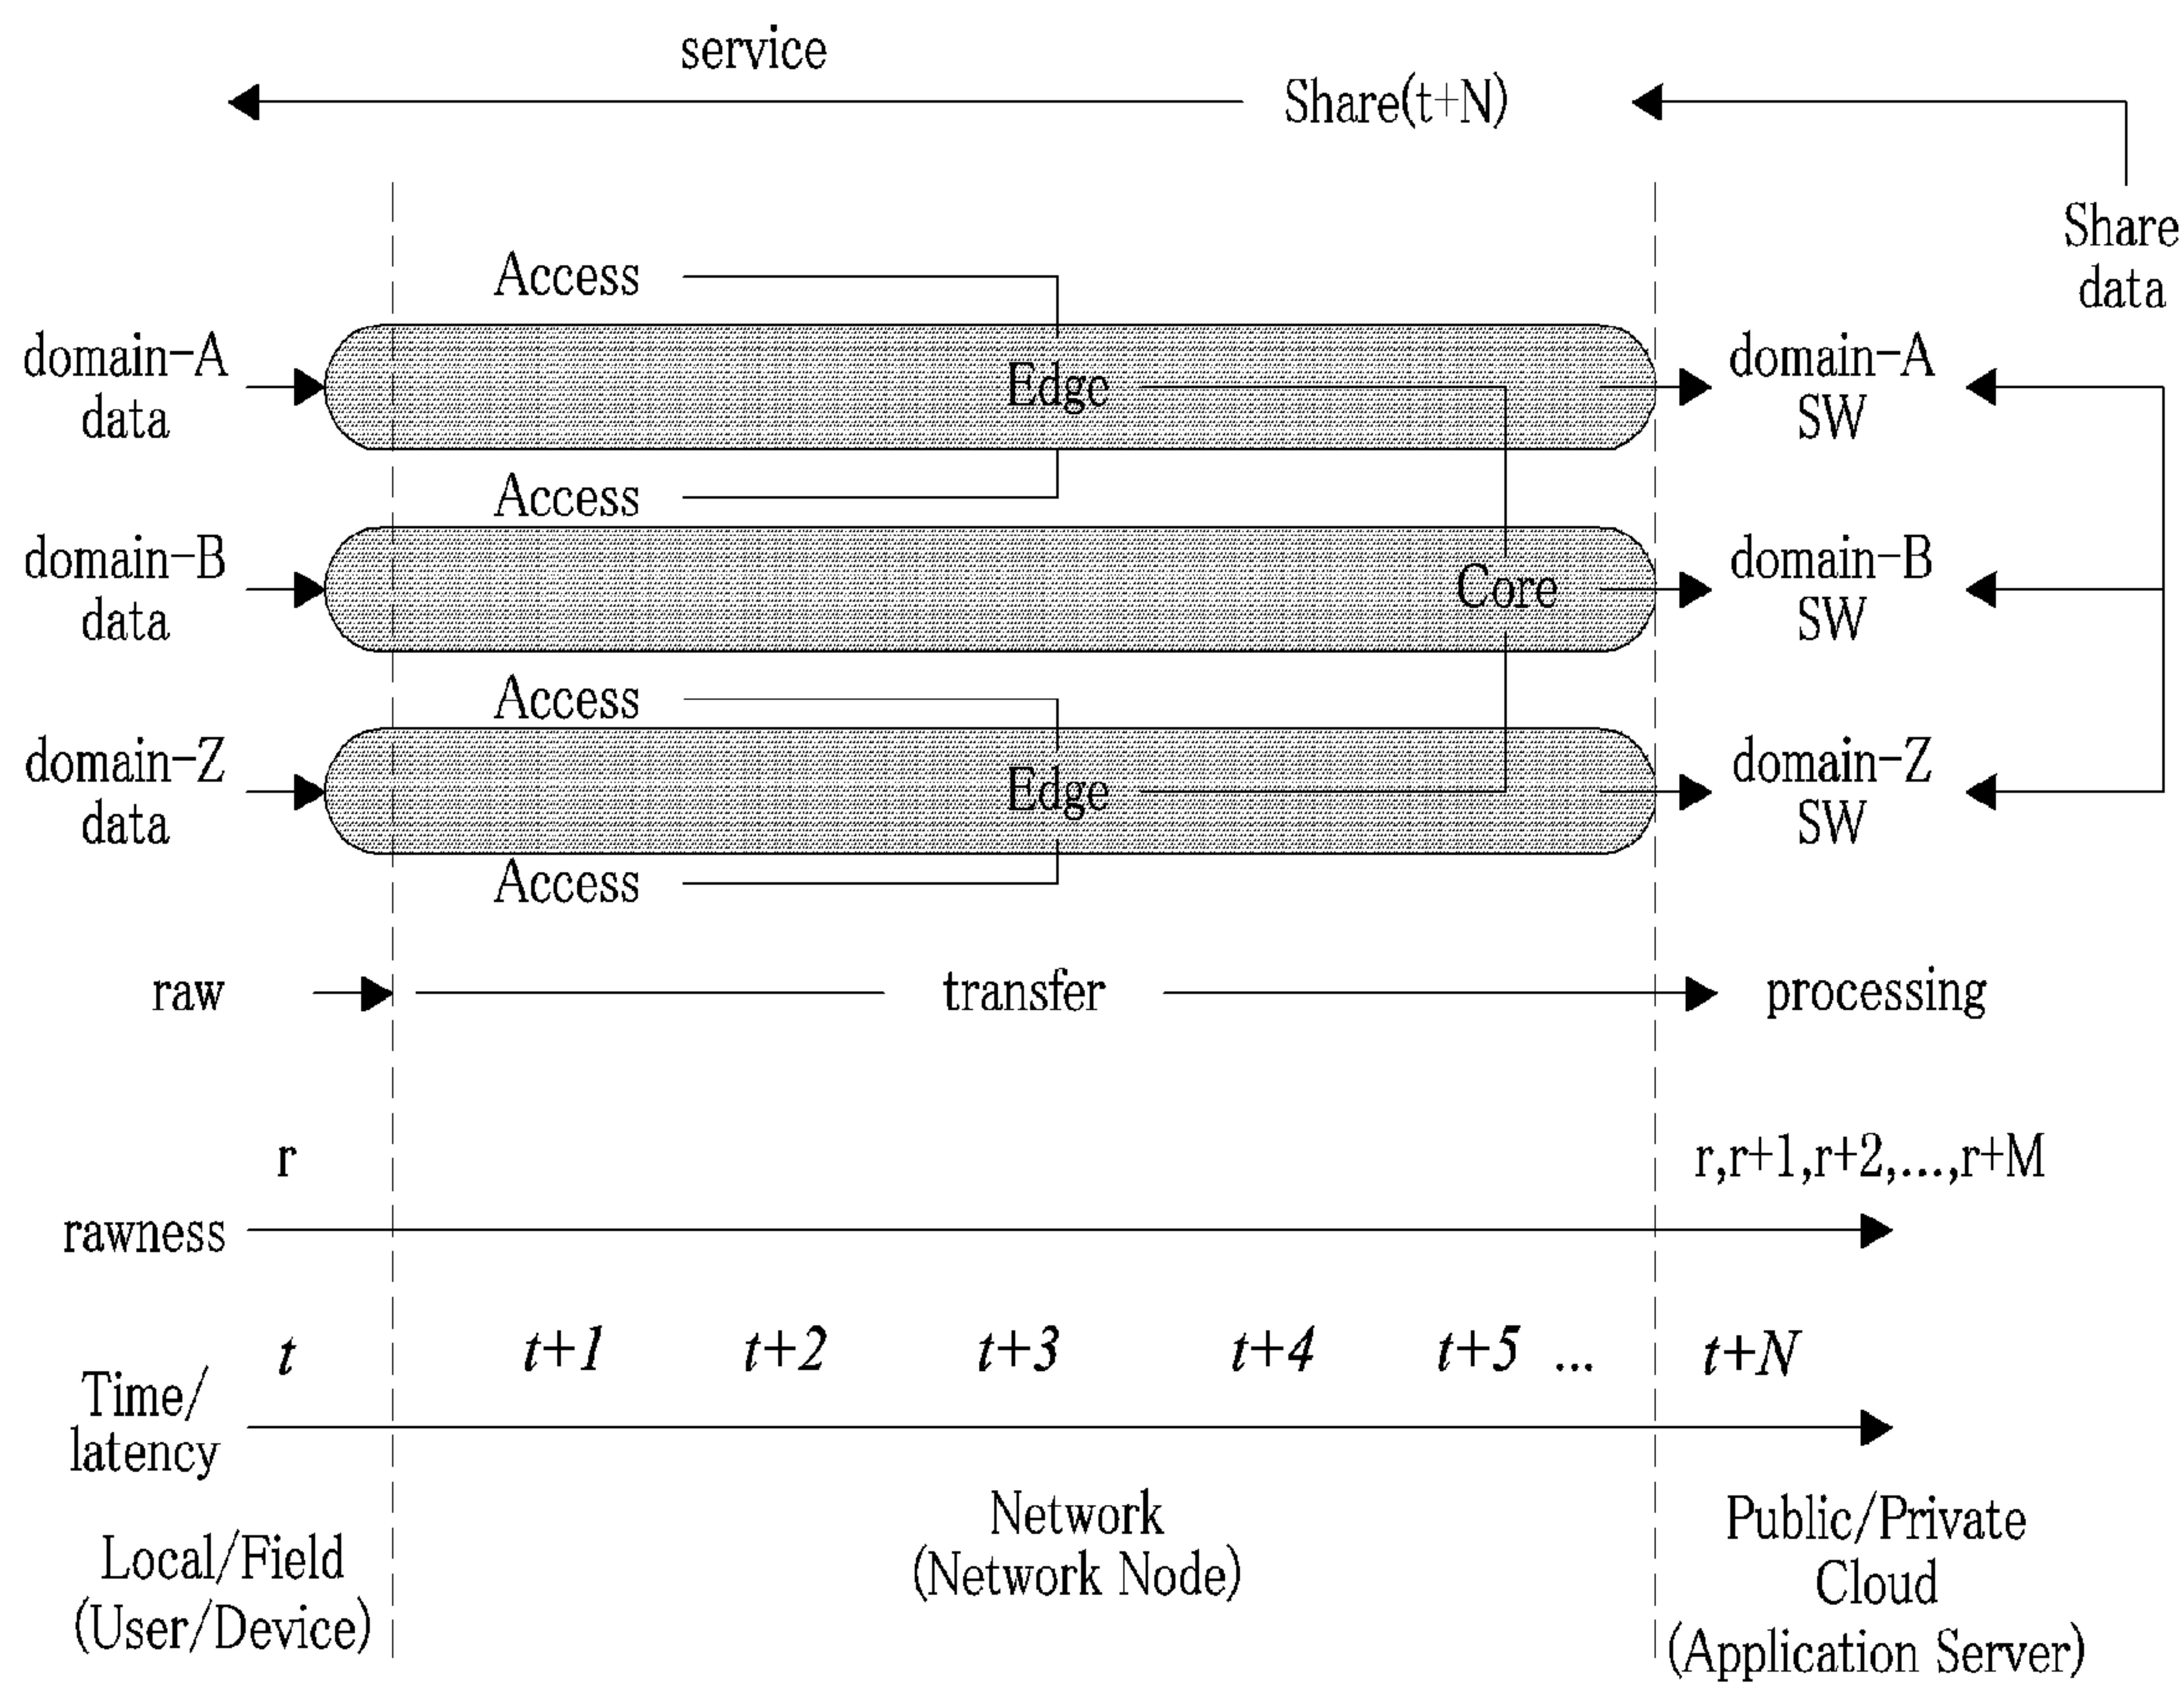 service
Share(t+N)
Share
data
Access
domain-A
data
Edge
domain-A
SW
Access
domain-B
data
Core
domain-B
SW
Access
domain-Z
data
Edge
domain-Z
SW
Access
raw
transfer
processing
r
r,r+1,r+2,...,r+M
rawness
t
t+1
t+2
t+3
t+4
t+5 ...
t+N
Time/
latency
Local/Field
(User/Device)
Network
(Network Node)
Public/Private
Cloud
(Application Server)